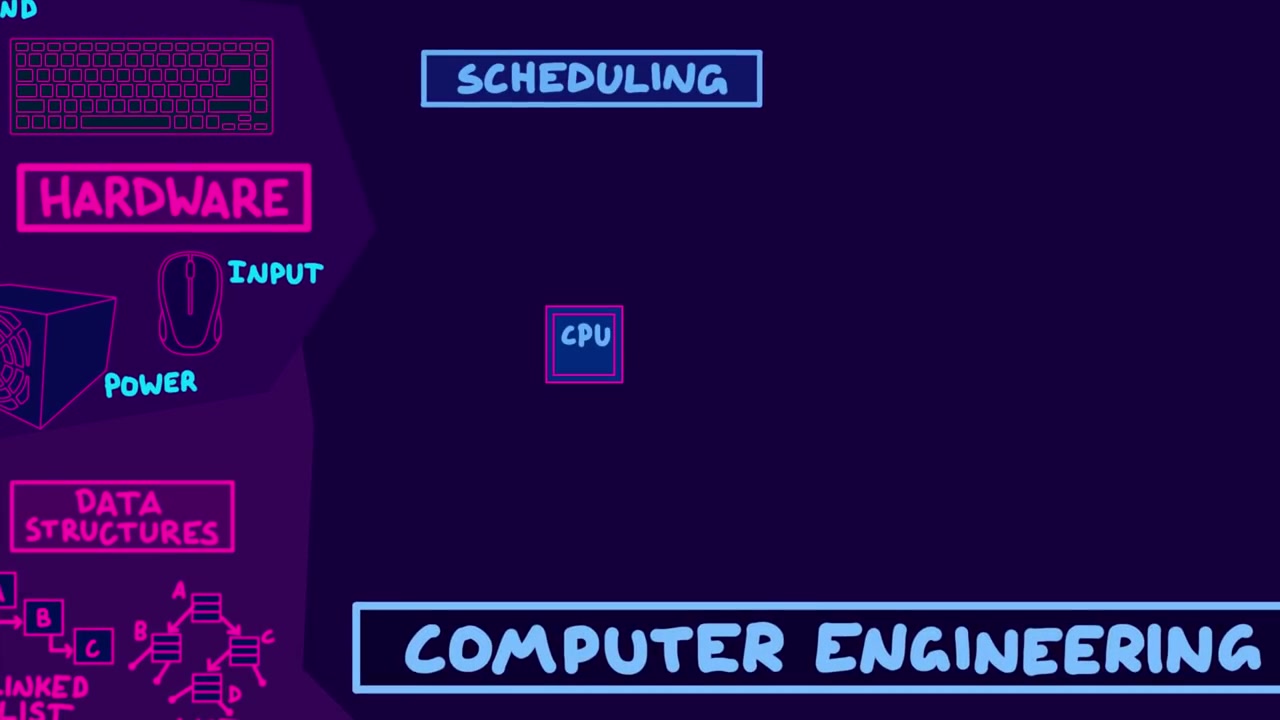 ND
SCHEDULING
HARDWARE
INPUT
CPU
POWER
DATA
STRUCTURES
A
B
C
A
B
C
D
LINKED
LIST
COMPUTER ENGINEERING